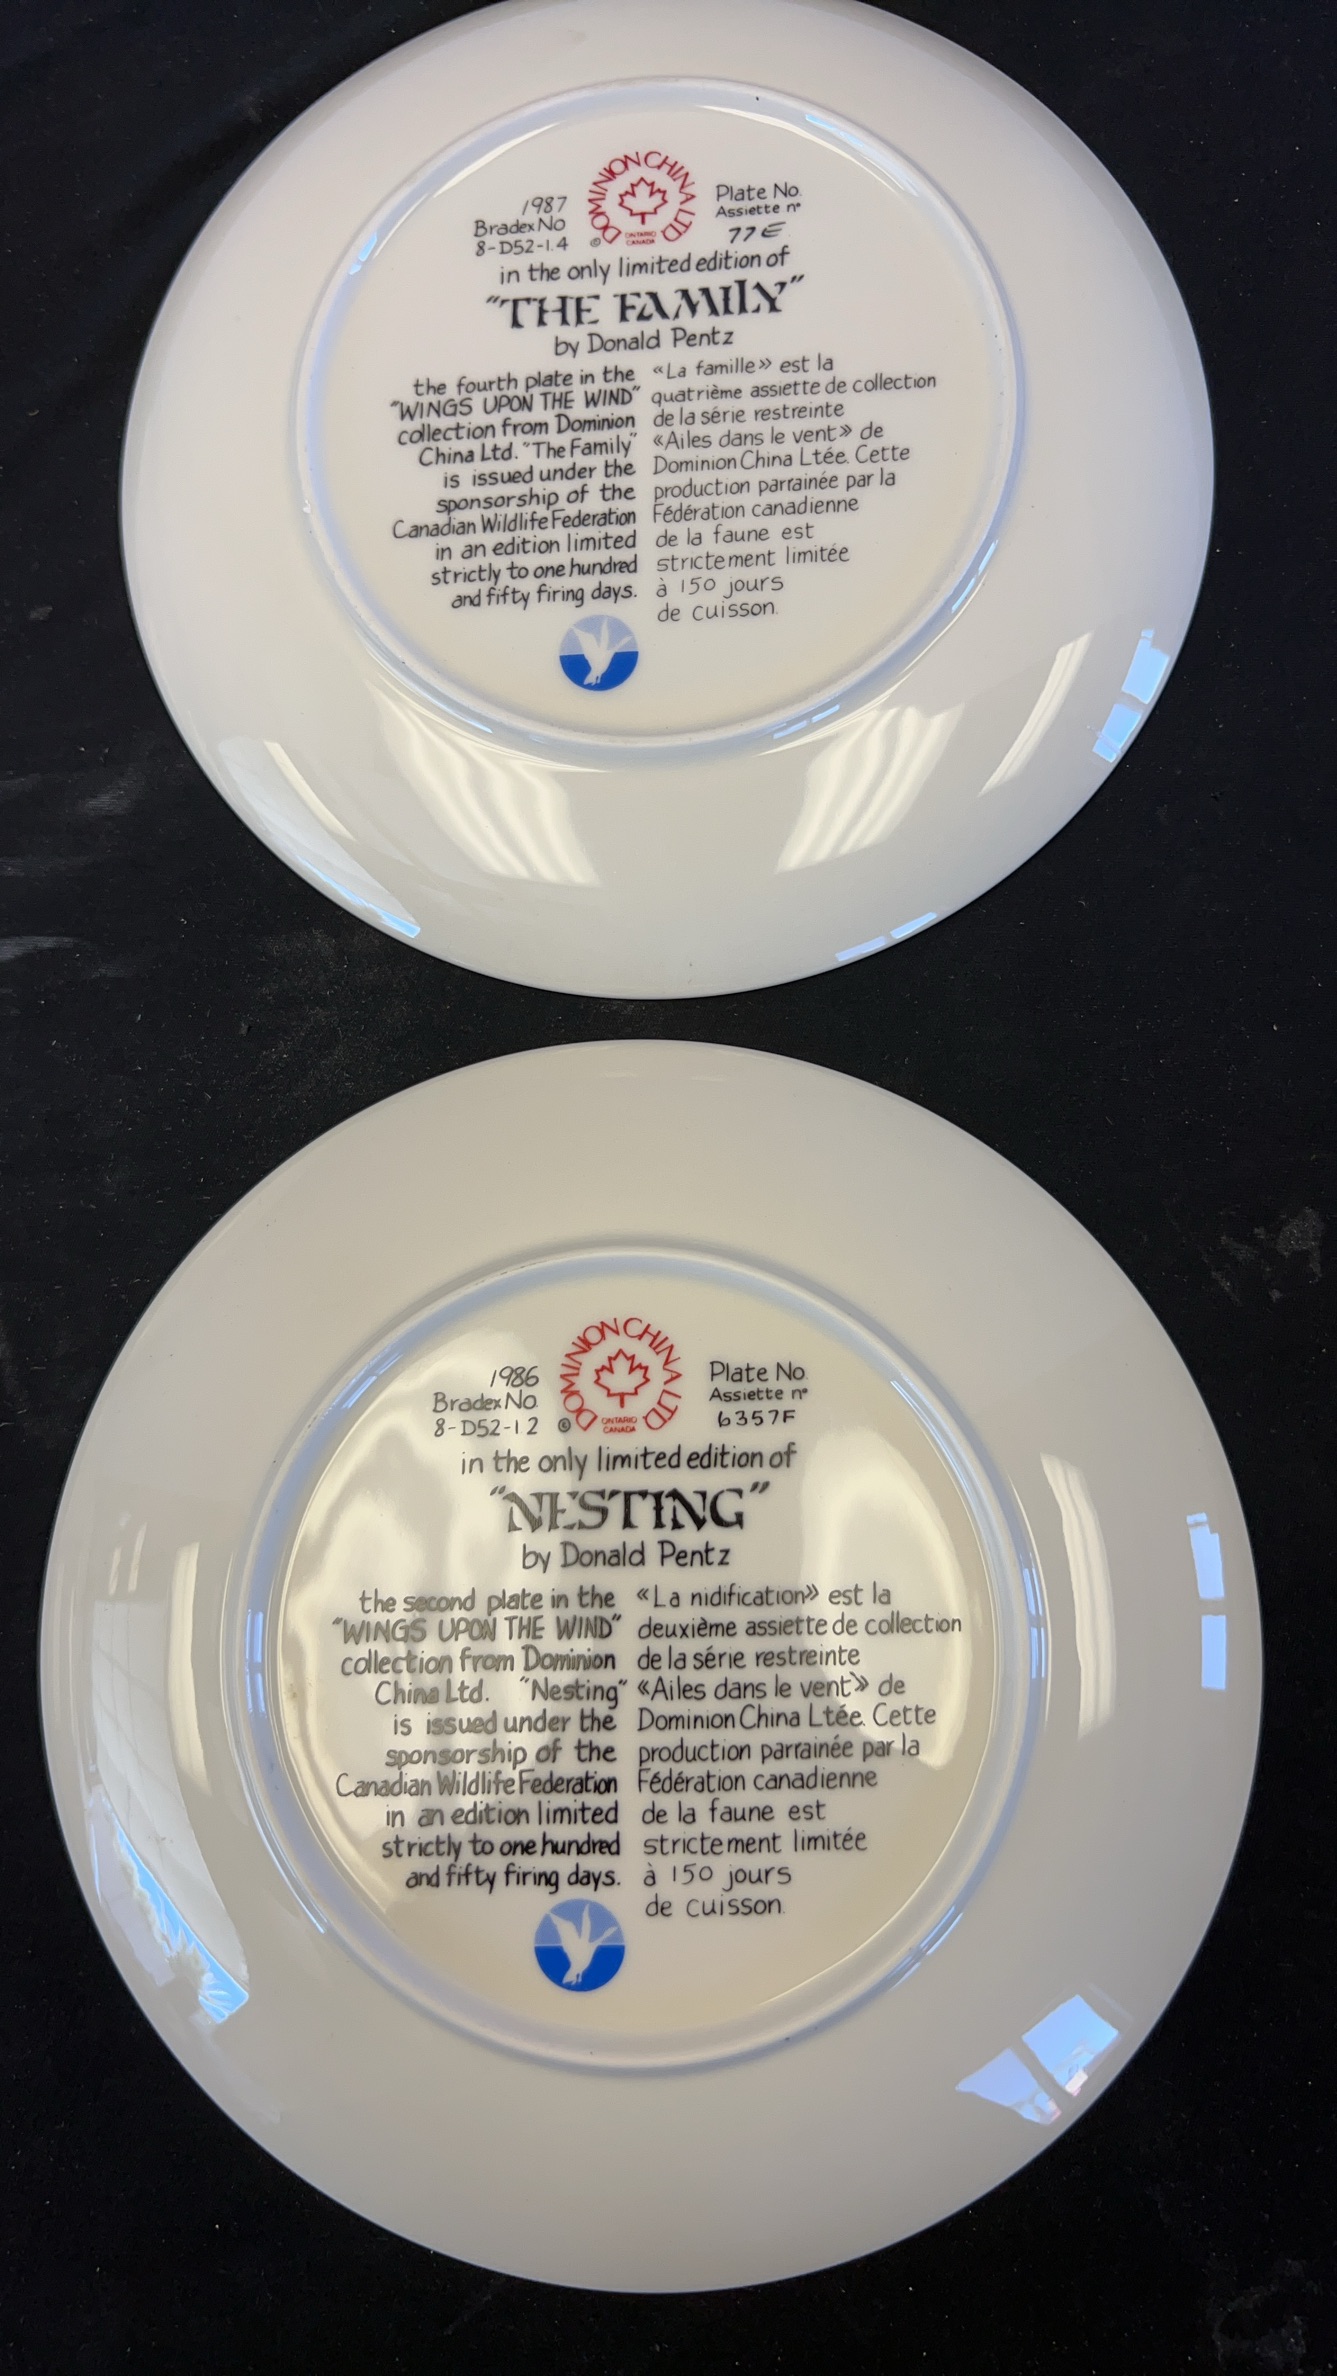 1987
Bradex No
8-D52-1.4
DOMINION CHINA LTD
ONTARIO
CANADA
©
Plate No.
Assiette n°
77E
in the only limited edition of
"THE FAMILY"
by Donald Pentz
the fourth plate in the
"WINGS UPON THE WIND"
collection from Dominion
China Ltd. "The Family"
is issued under the
sponsorship of the
Canadian Wildlife Federation
in an edition limited
strictly to one hundred
and fifty firing days.
«La famille» est la
quatrième assiette de collection
de la série restreinte
«Ailes dans le vent» de
Dominion China Ltée. Cette
production parrainée par la
Fédération canadienne
de la faune est
strictement limitée
à 150 jours
de cuisson.
1986
Bradex No.
8-D52-1 2
DOMINION CHINA LTD
ONTARIO
CANADA
©
Plate No.
Assiette n°
6357F
in the only limited edition of
"NESTING"
by Donald Pentz
the second plate in the
"WINGS UPON THE WIND"
collection from Dominion
China Ltd. "Nesting"
is issued under the
sponsorship of the
Canadian Wildlife Federation
in an edition limited
strictly to one hundred
and fifty firing days.
«La nidification» est la
deuxième assiette de collection
de la série restreinte
«Ailes dans le vent» de
Dominion China Ltée. Cette
production parrainée par la
Fédération canadienne
de la faune est
strictement limitée
à 150 jours
de cuisson.